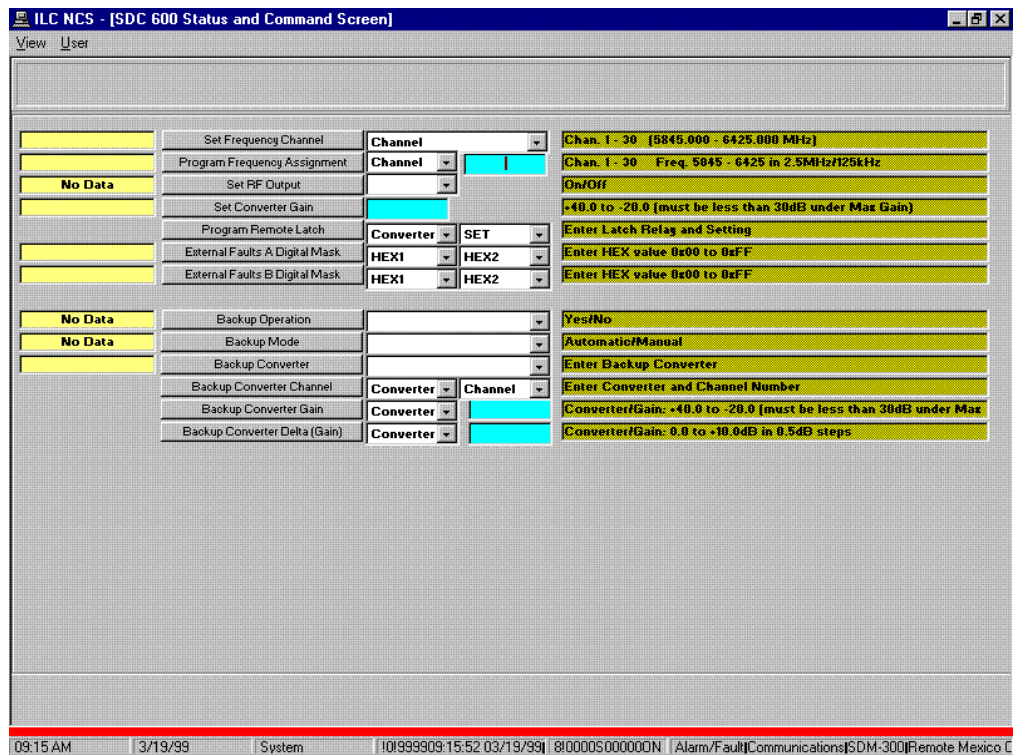 ILC NCS - [SDC 600 Status and Command Screen]
View User
Set Frequency Channel Channel Chan. 1 - 30 (5845.000 - 6425.000 MHz)
Program Frequency Assignment Channel Chan. 1 - 30 Freq. 5845 - 6425 in 2.5MHz/125kHz
No Data Set RF Output On/Off
Set Converter Gain +40.0 to -20.0 (must be less than 30dB under Max Gain)
Program Remote Latch Converter SET Enter Latch Relay and Setting
External Faults A Digital Mask HEX1 HEX2 Enter HEX value 0x00 to 0xFF
External Faults B Digital Mask HEX1 HEX2 Enter HEX value 0x00 to 0xFF
No Data Backup Operation Yes/No
No Data Backup Mode Automatic/Manual
Backup Converter Enter Backup Converter
Backup Converter Channel Converter Channel Enter Converter and Channel Number
Backup Converter Gain Converter Converter/Gain: +40.0 to -20.0 (must be less than 30dB under Max
Backup Converter Delta (Gain) Converter Converter/Gain: 0.0 to +10.0dB in 0.5dB steps
09:15 AM 3/19/99 System !0!999909:15:52 03/19/99| 8!0000S000000ON Alarm/Fault|Communications|SDM-300|Remote Mexico C